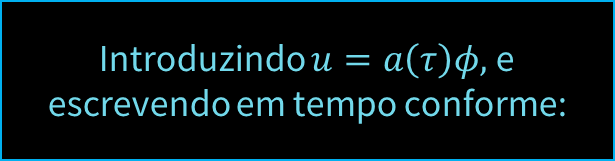 Introduzindo u = a(τ)ϕ, e
escrevendo em tempo conforme: